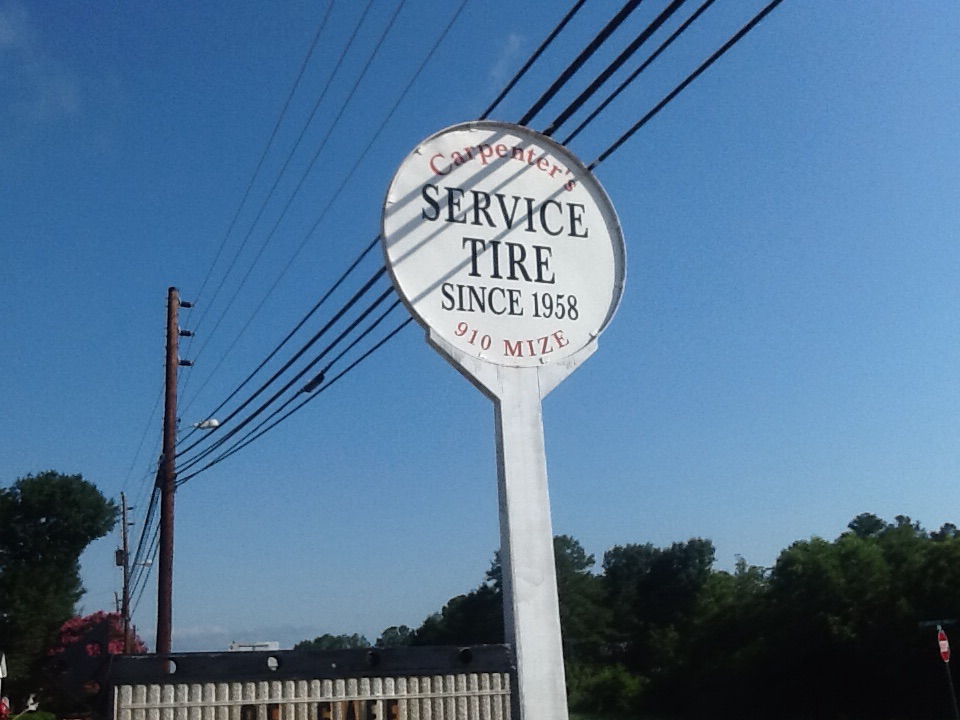 Carpenter's
SERVICE
TIRE
SINCE 1958
910 MIZE